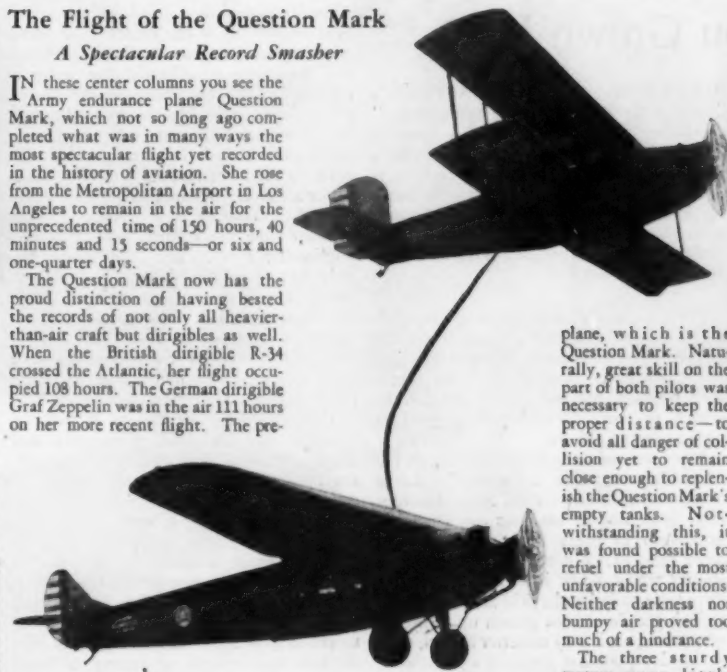 The Flight of the Question Mark
A Spectacular Record Smasher
IN these center columns you see the
Army endurance plane Question
Mark, which not so long ago com-
pleted what was in many ways the
most spectacular flight yet recorded
in the history of aviation. She rose
from the Metropolitan Airport in Los
Angeles to remain in the air for the
unprecedented time of 150 hours, 40
minutes and 15 seconds—or six and
one-quarter days.
The Question Mark now has the
proud distinction of having bested
the records of not only all heavier-
than-air craft but dirigibles as well.
When the British dirigible R-34
crossed the Atlantic, her flight occu-
pied 108 hours. The German dirigible
Graf Zeppelin was in the air 111 hours
on her more recent flight. The pre-
plane, which is the
Question Mark. Natu-
rally, great skill on the
part of both pilots was
necessary to keep the
proper distance—to
avoid all danger of col-
lision yet to remain
close enough to replen-
ish the Question Mark's
empty tanks. Not-
withstanding this, it
was found possible to
refuel under the most
unfavorable conditions.
Neither darkness nor
bumpy air proved too
much of a hindrance.
The three sturdy